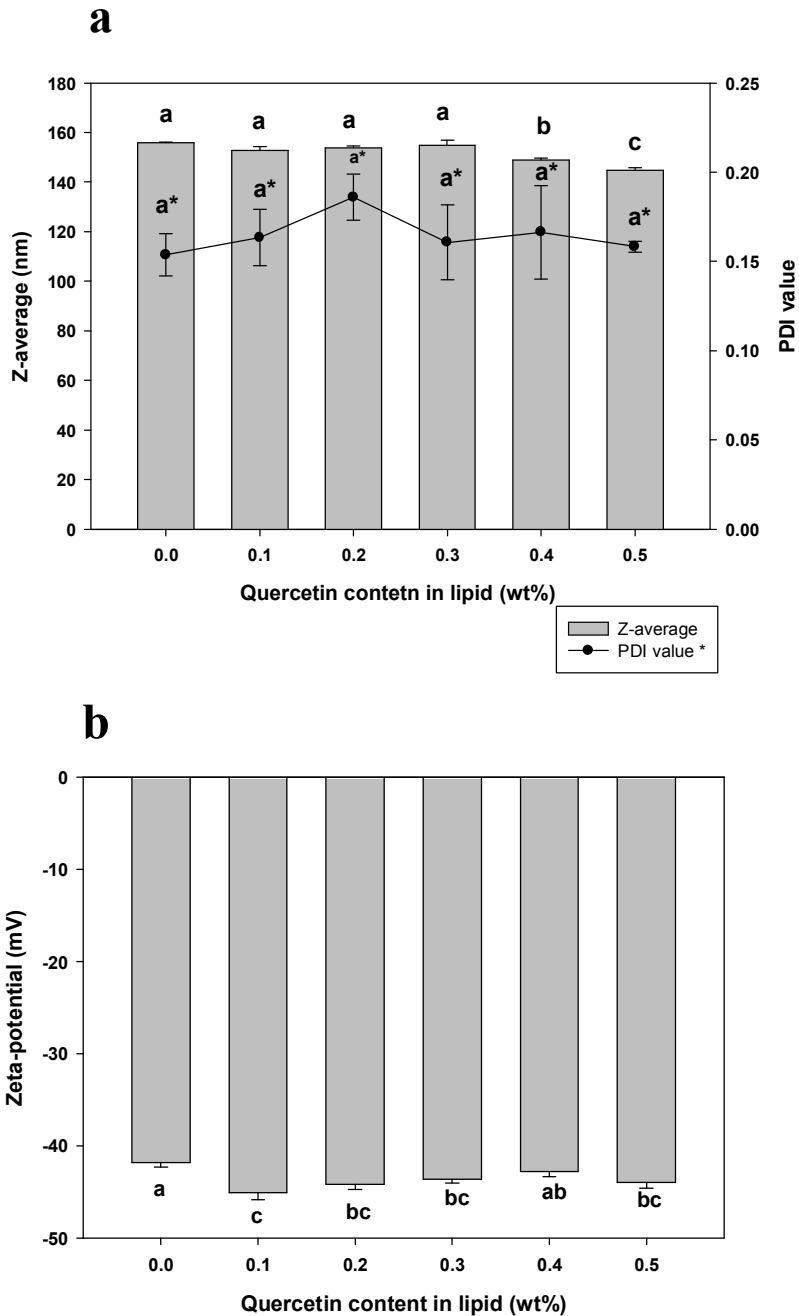 a
180
160
140
120
100
80
60
40
20
0
Z-average (nm)
0.25
0.20
0.15
0.10
0.05
0.00
PDI value
a a a a b c
a* a* a* a* a* a*
0.0 0.1 0.2 0.3 0.4 0.5
Quercetin contetn in lipid (wt%)
Z-average
PDI value *
b
0
-10
-20
-30
-40
-50
Zeta-potential (mV)
a c bc bc ab bc
0.0 0.1 0.2 0.3 0.4 0.5
Quercetin content in lipid (wt%)